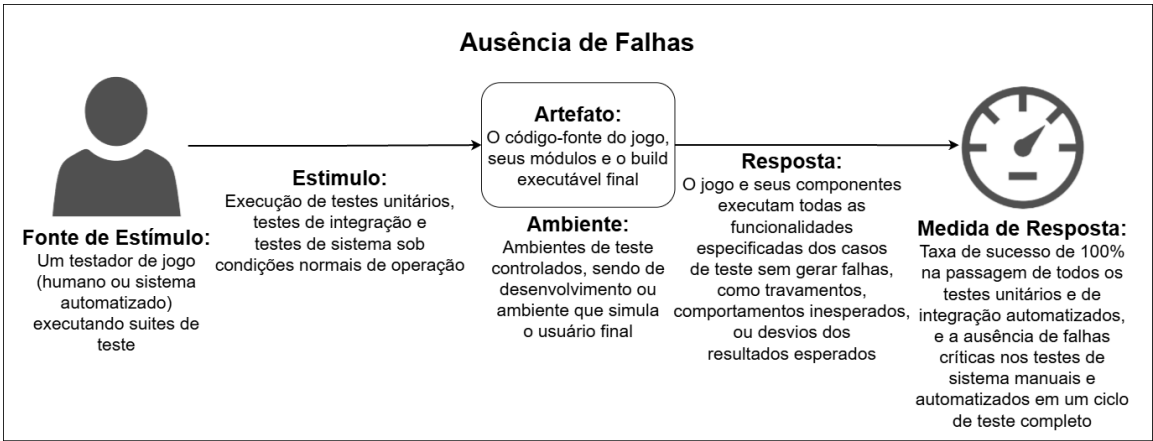 Ausência de Falhas
Fonte de Estímulo:
Um testador de jogo
(humano ou sistema
automatizado)
executando suites de
teste
Estimulo:
Execução de testes unitários,
testes de integração e
testes de sistema sob
condições normais de operação
Artefato:
O código-fonte do jogo,
seus módulos e o build
executável final
Ambiente:
Ambientes de teste
controlados, sendo de
desenvolvimento ou
ambiente que simula
o usuário final
Resposta:
O jogo e seus componentes
executam todas as
funcionalidades
especificadas dos casos
de teste sem gerar falhas,
como travamentos,
comportamentos inesperados,
ou desvios dos
resultados esperados
Medida de Resposta:
Taxa de sucesso de 100%
na passagem de todos os
testes unitários e de
integração automatizados,
e a ausência de falhas
críticas nos testes de
sistema manuais e
automatizados em um ciclo
de teste completo